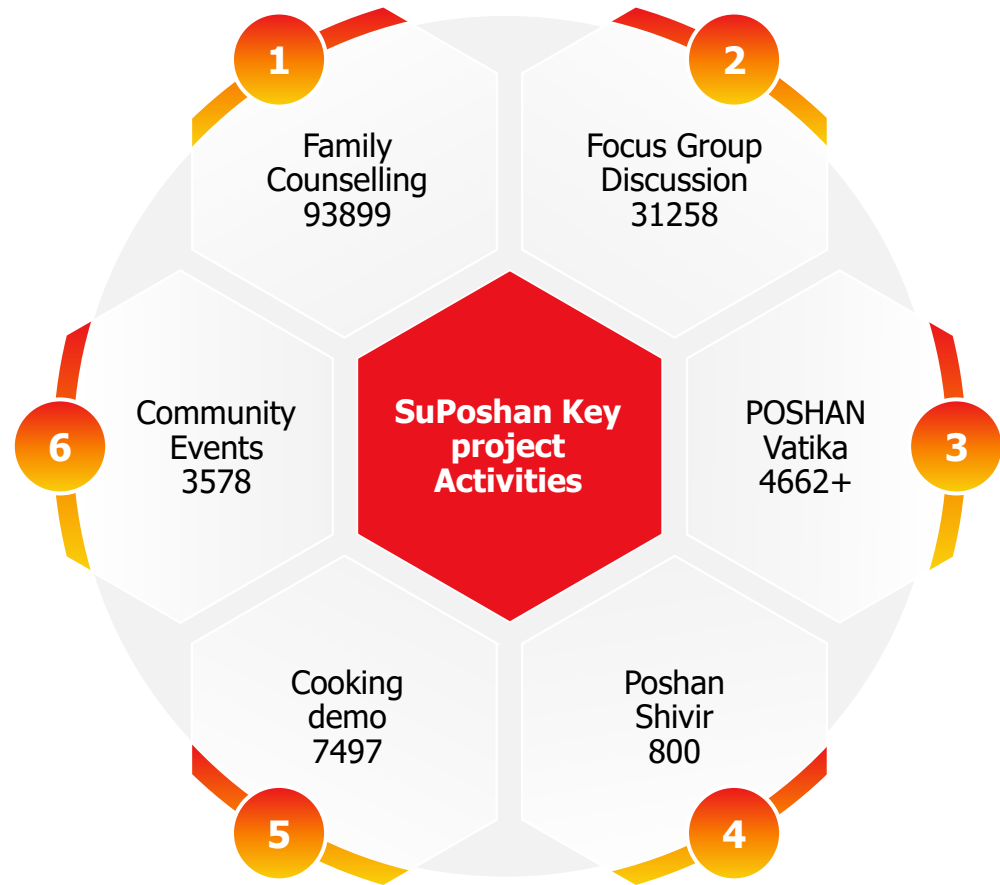 1
Family
Counselling
93899
2
Focus Group
Discussion
31258
3
POSHAN
Vatika
4662+
4
Poshan
Shivir
800
5
Cooking
demo
7497
6
Community
Events
3578
SuPoshan Key
project
Activities